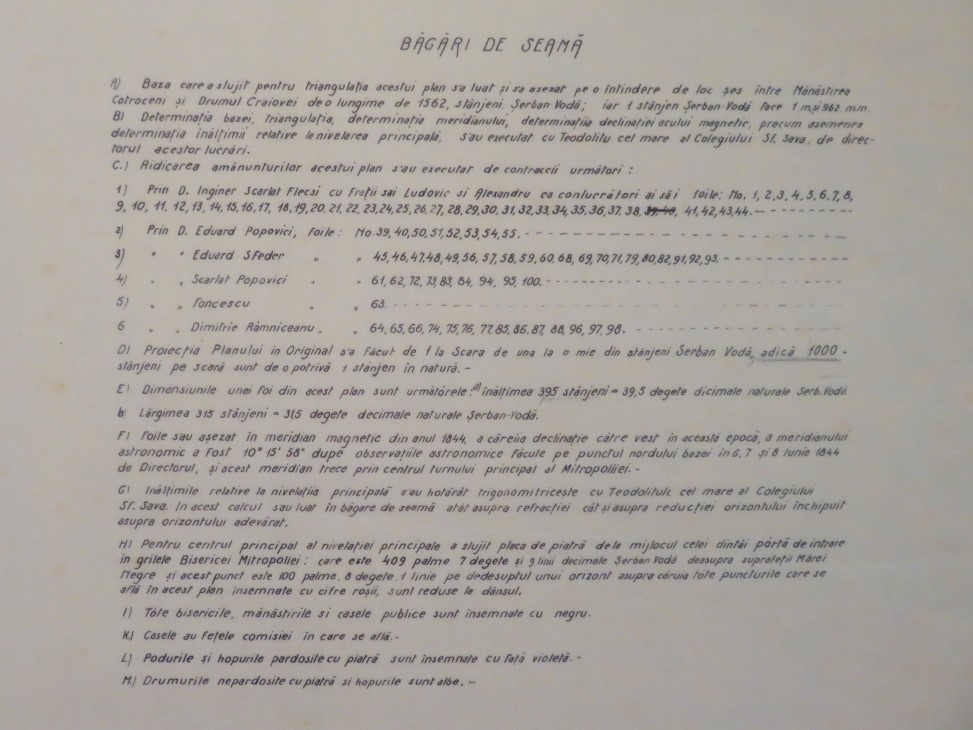 BĂGĂRI DE SEAMĂ
A) Baza care a slujit pentru triangulația acestui plan s'a luat și s'a așezat pe o întindere de loc șes între Mănăstirea
Cotroceni și Drumul Craiovei de o lungime de 1562, stânjeni Șerban Vodă; iar 1 stânjen Șerban-Vodă face 1 m și 962 mm.
B) Determinația bazei, triangulația, determinația meridianului, determinațiia declinației acului magnetic, precum asemenea
determinația înălțimii relative la nivelarea principală, s'au executat cu Teodolitu cel mare al Colegiului Sf. Sava, de direc-
torul acestor lucrări.
C.) Ridicarea amănunturilor acestui plan s'au executat de contraccii următori :
1) Prin D. Inginer Scarlat Flecsi cu Frații sai Ludovic si Alexandru ca conlucrători ai săi foile: No. 1, 2,3, 4, 5, 6, 7, 8,
9, 10, 11, 12, 13, 14, 15, 16, 17, 18, 19, 20, 21, 22, 23, 24, 25, 26, 27, 28, 29, 30, 31, 32, 33, 34, 35, 36, 37, 38, 39, 40, 41, 42, 43, 44. -
2) Prin D. Eduard Popovici, foile: No. 39, 40, 50, 51, 52, 53, 54, 55. -
3) " " Eduard Sfeder " " 45, 46, 47, 48, 49, 56, 57, 58, 59, 60, 68, 69, 70, 71, 79, 80, 82, 91, 92, 93. -
4) " " Scarlat Popovici " " 61, 62, 72, 73, 83, 84, 94, 95, 100. -
5) " " Toncescu " " 63.
6 " " Dimitrie Râmniceanu " " 64, 65, 66, 74, 75, 76, 77, 85, 86, 87, 88, 96, 97, 98. -
D) Proiecția Planului in Original s'a făcut de 1 la Scara de una la o mie din stânjeni Șerban Vodă, adică 1000 -
stânjeni pe scară sunt de o potrivă 1 stanjen în natură. -
E) Dimensiunile unei foi din acest plan sunt următórele: a) înălțimea 395 stânjeni = 39,5 degete dicimale naturale Serb. Vodă.
b) Lărgimea 315 stânjeni = 31,5 degete decimale naturale Șerban-Vodă.
F) Foile sau așezat în meridian magnetic din anul 1844, a căreiia declinație către vest în această epocă, a meridianului
astronomic a fost 10° 15' 58" după observațiile astronomice făcute pe punctul nordului bazei în 6, 7 și 8 Iunie 1844
de Directorul, și acest meridian trece prin centrul turnului principal al Mitropoliiei. -
G) Inălțimile relative la nivelațiia principală s'au hotărât trigonomitricește cu Teodolitulc cel mare al Colegiului
Sf. Sava. In acest calcul s'au luat în băgare de seamă atât asupra refracției cât și asupra reducției orizontului închipuit
asupra orizontului adevărat.
H) Pentru centrul principal al nivelației principale a slujit placa de piatră de la mijlocul celei dintâi pórtă de intrare
in grilele Bisericei Mitropoliei: care este 409 palme 7 degete și 9 linii decimale Șerban Vodă deasupra suprafeții Mărei
Negre și acest punct este 100 palme, 8 degete 1 linie pe dedesuptul unui orizont asupra căruia tote puncturile care se
află în acest plan însemnate cu cifre roșii, sunt reduse la dânsul.
I) Tóte bisericile, mânăstirile si casele publice sunt însemnate cu negru.
K.) Casele au fețele comisiei în care se află. -
L) Podurile și hopurile pardosite cu piatră sunt însemnate cu față violetă. -
M.) Drumurile nepardosite cu piatră si hopurile sunt albe. -